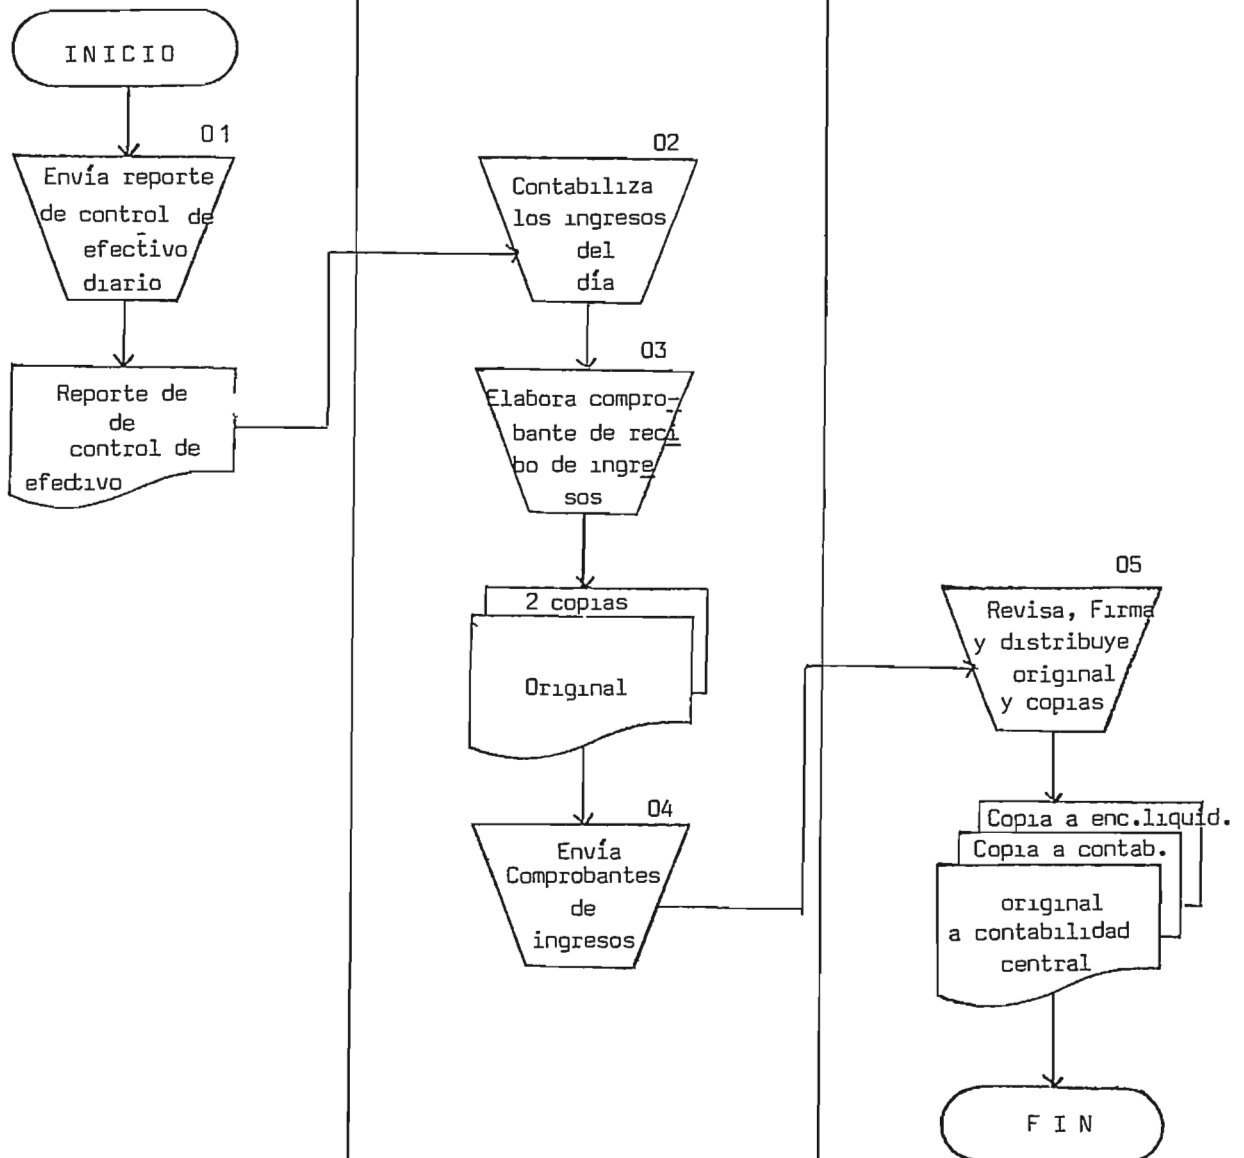 INICIO
01
Envía reporte
de control de
efectivo
diario
Reporte de
de
control de
efectivo
02
Contabiliza
los ingresos
del
día
03
Elabora compro-
bante de reci
bo de ingre
sos
2 copias
Original
04
Envía
Comprobantes
de
ingresos
05
Revisa, Firma
y distribuye
original
y copias
Copia a enc.liquid.
Copia a contab.
original
a contabilidad
central
FIN